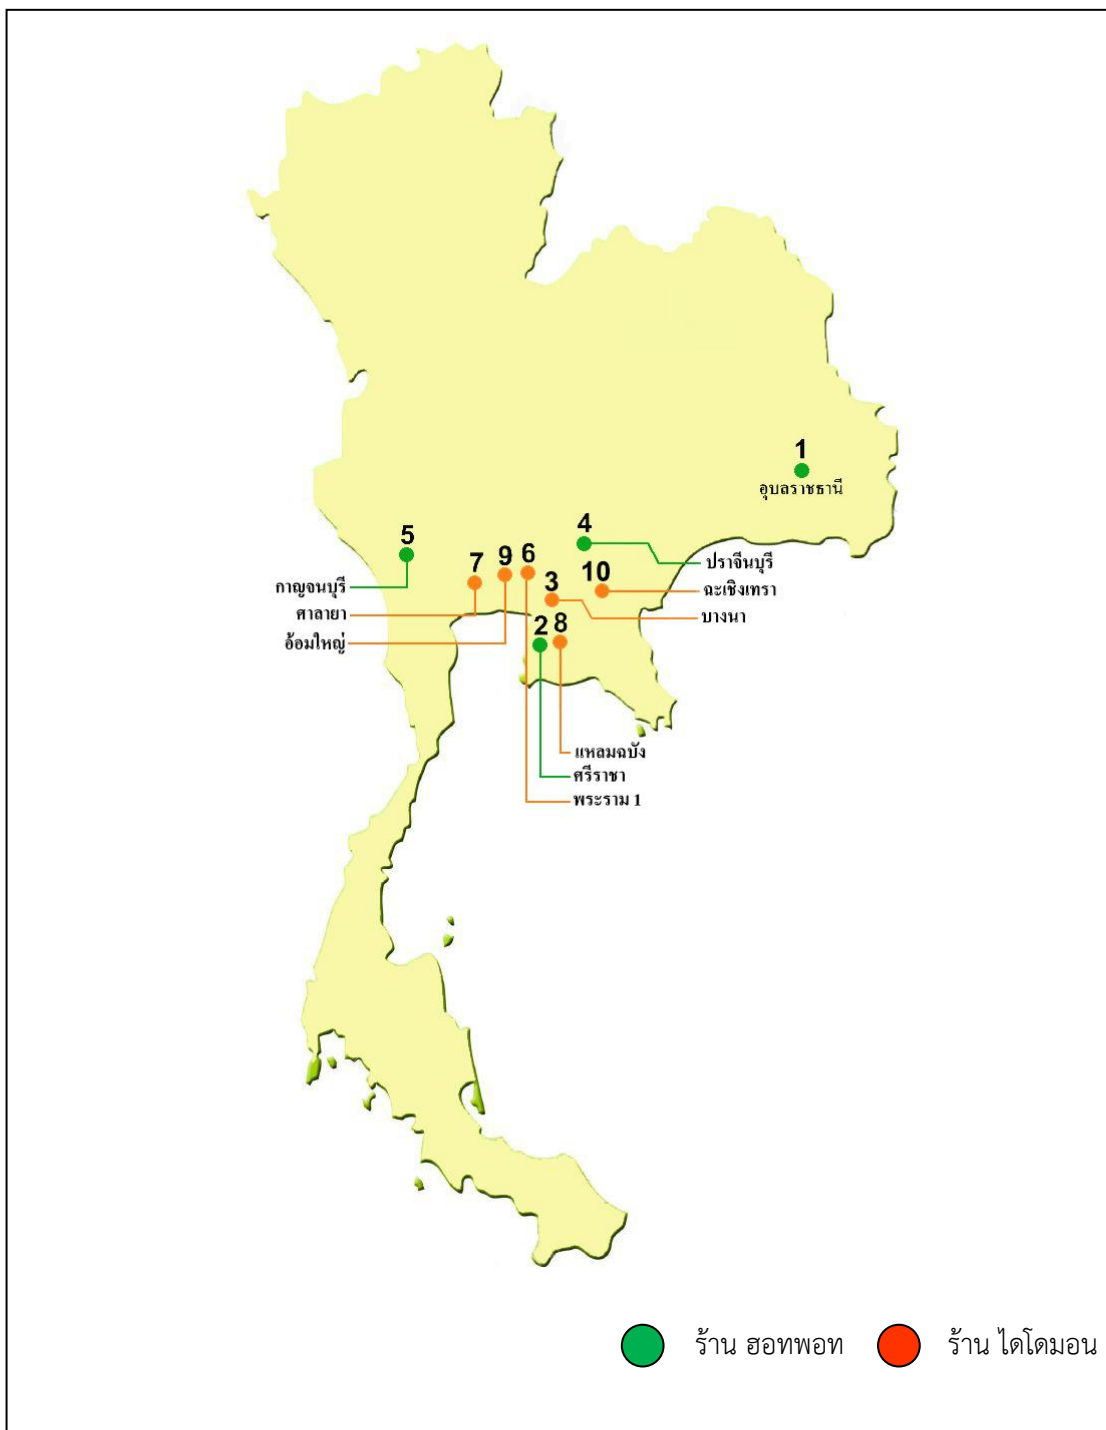 1
อุบลราชธานี
5
4
7
9
6
10
3
ปราจีนบุรี
ฉะเชิงเทรา
บางนา
กาญจนบุรี
ศาลายา
อ้อมใหญ่
2
8
แหลมฉบัง
ศรีราชา
พระราม 1
ร้าน ฮอทพอท
ร้าน ไดโดมอน